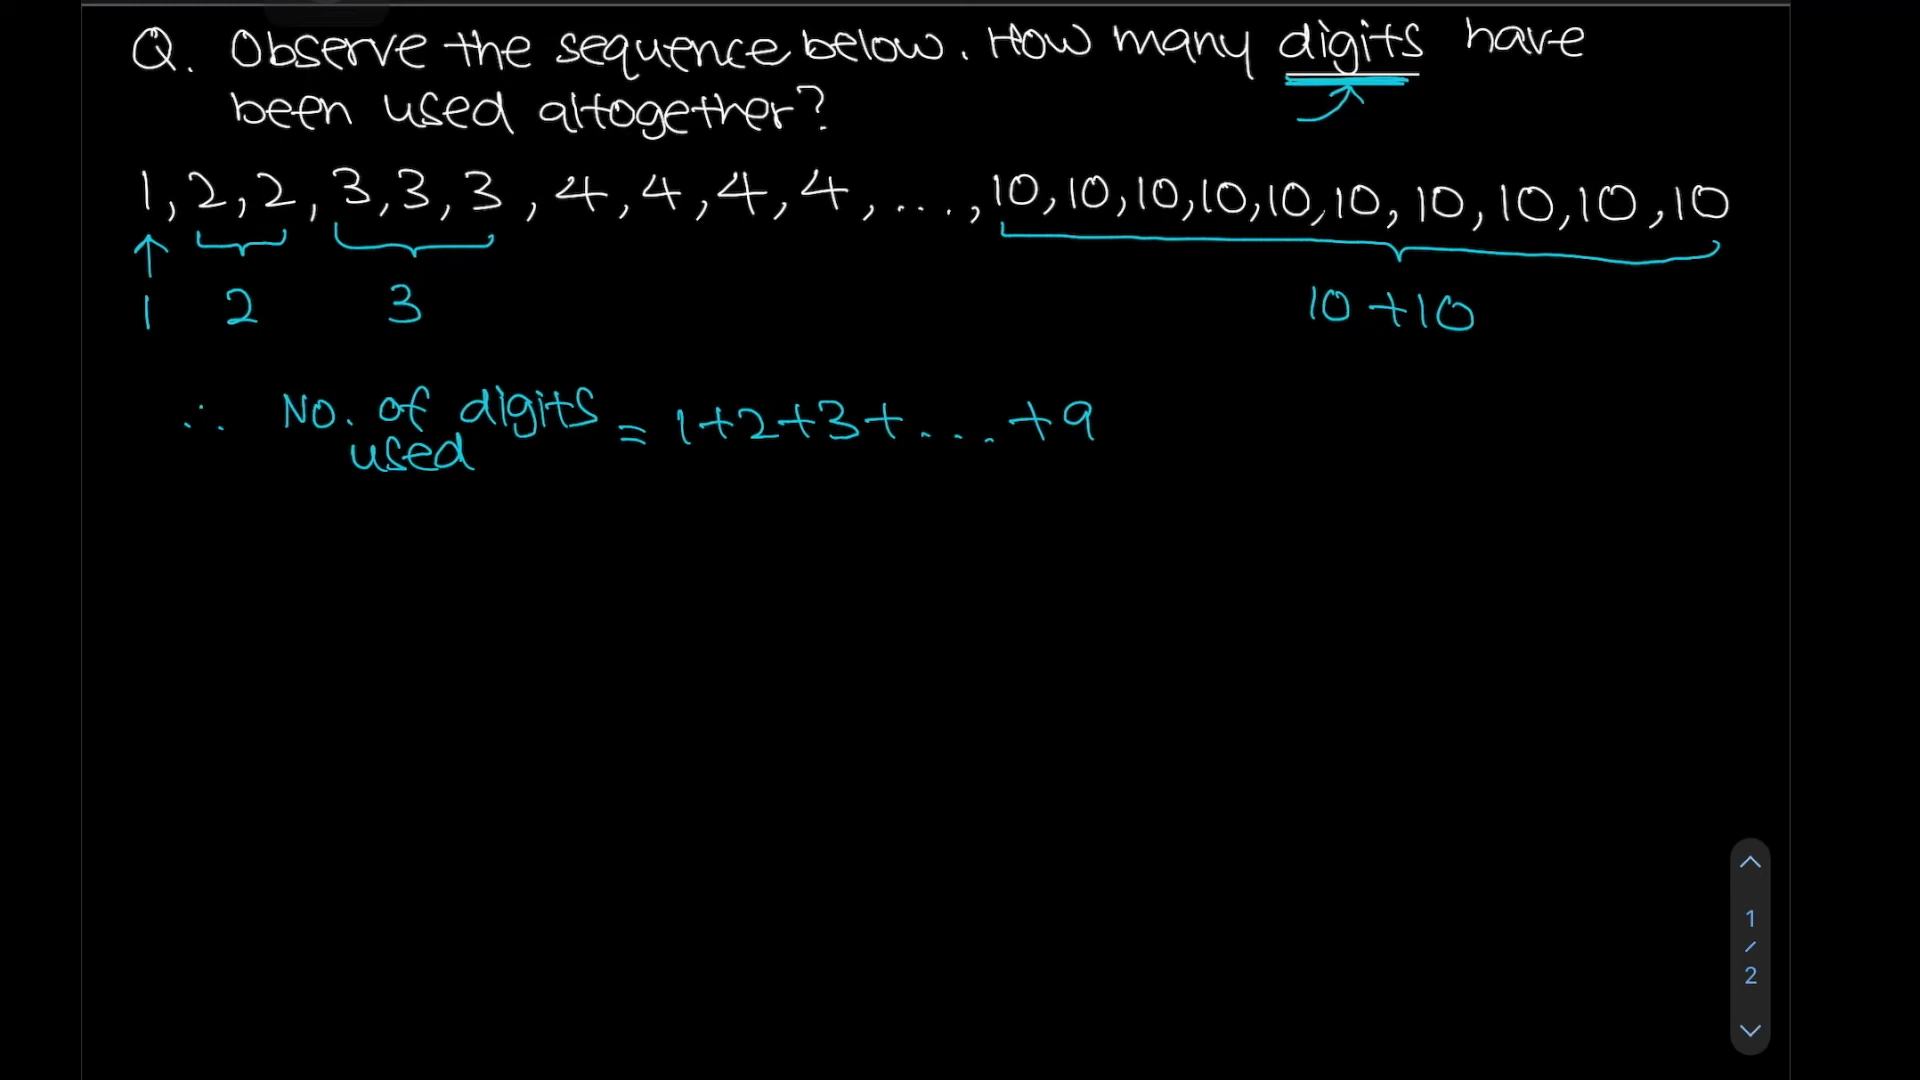 Q. Observe the sequence below. How many digits have
been used altogether?
1, 2, 2, 3, 3, 3, 4, 4, 4, 4, ..., 10, 10, 10, 10, 10, 10, 10, 10, 10, 10
1 2 3 10 + 10
∴ No. of digits used = 1+2+3+ .... +9
1
/
2